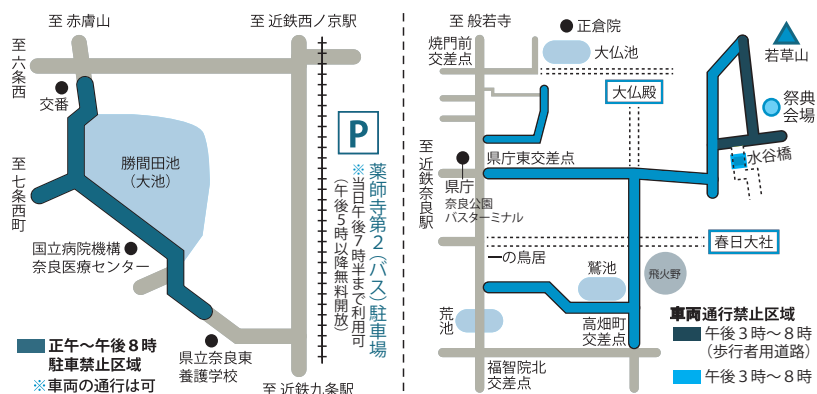 至 赤膚山
至 近鉄西ノ京駅
至 六条西
交番
勝間田池
（大池）
至 七条西町
P
薬師寺第２（バス）駐車場
※当日午後７時半まで利用可
（午後５時以降無料開放）
国立病院機構
奈良医療センター
県立奈良東
養護学校
正午～午後８時
駐車禁止区域
※車両の通行は可
至 近鉄九条駅
至 般若寺
正倉院
焼門前
交差点
大仏池
大仏殿
若草山
祭典
会場
水谷橋
県庁東交差点
至 近鉄奈良駅
県庁
奈良公園
バスターミナル
春日大社
一の鳥居
鷲池
飛火野
荒池
高畑町
交差点
福智院北
交差点
車両通行禁止区域
午後３時～８時
（歩行者用道路）
午後３時～８時